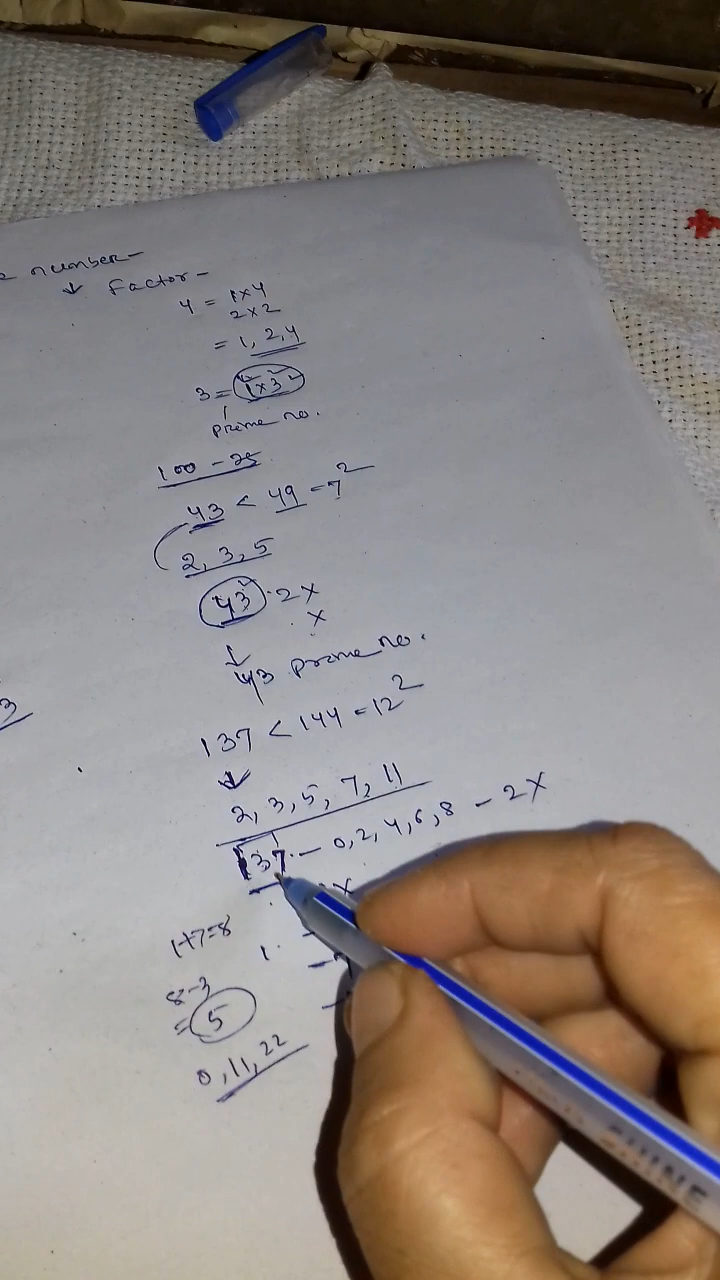 number-
↓ Factor-
4 = 1×4
2×2
= 1, 2, 4
3 = 1×3
prime no.
100 - 25
43 < 49 = 7²
2, 3, 5
43 - 2×
×
↓
43 prime no.
137 < 144 = 12²
↓
2, 3, 5, 7, 11
137 - 0, 2, 4, 6, 8 - 2×
×
1+7=8
8-3
= 5
0, 11, 22
3